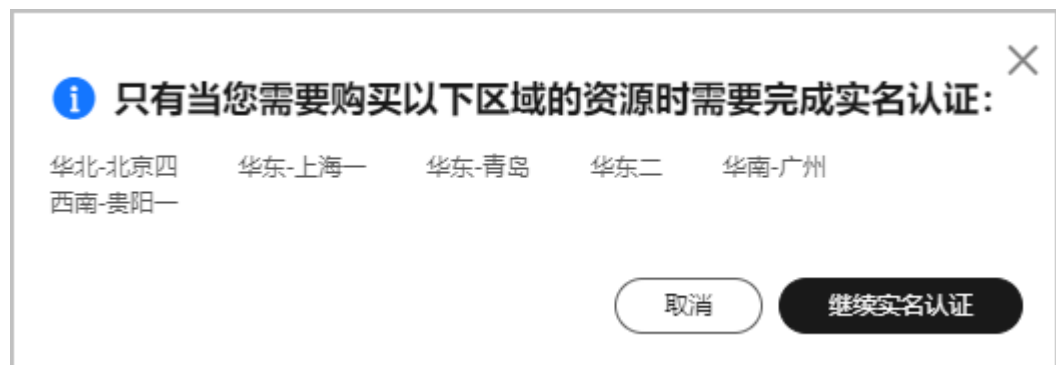 只有当您需要购买以下区域的资源时需要完成实名认证：
华北-北京四 华东-上海一 华东-青岛 华东二 华南-广州
西南-贵阳一
取消 继续实名认证